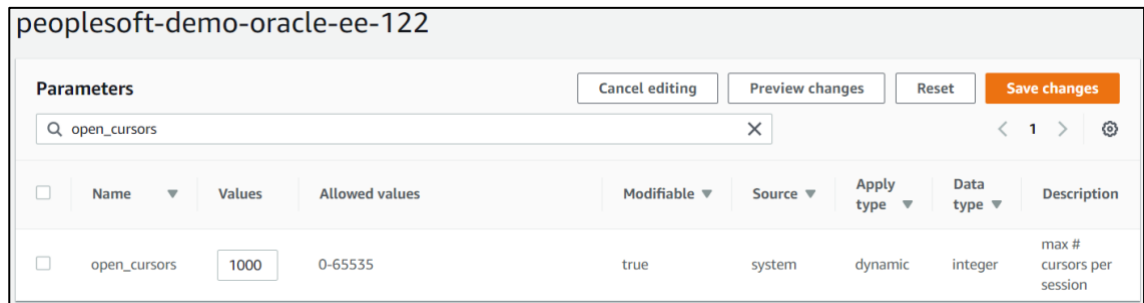 peoplesoft-demo-oracle-ee-122
Parameters
Cancel editing
Preview changes
Reset
Save changes
open_cursors
1
Name
Values
Allowed values
Modifiable
Source
Apply
type
Data
type
Description
open_cursors
1000
0-65535
true
system
dynamic
integer
max #
cursors per
session